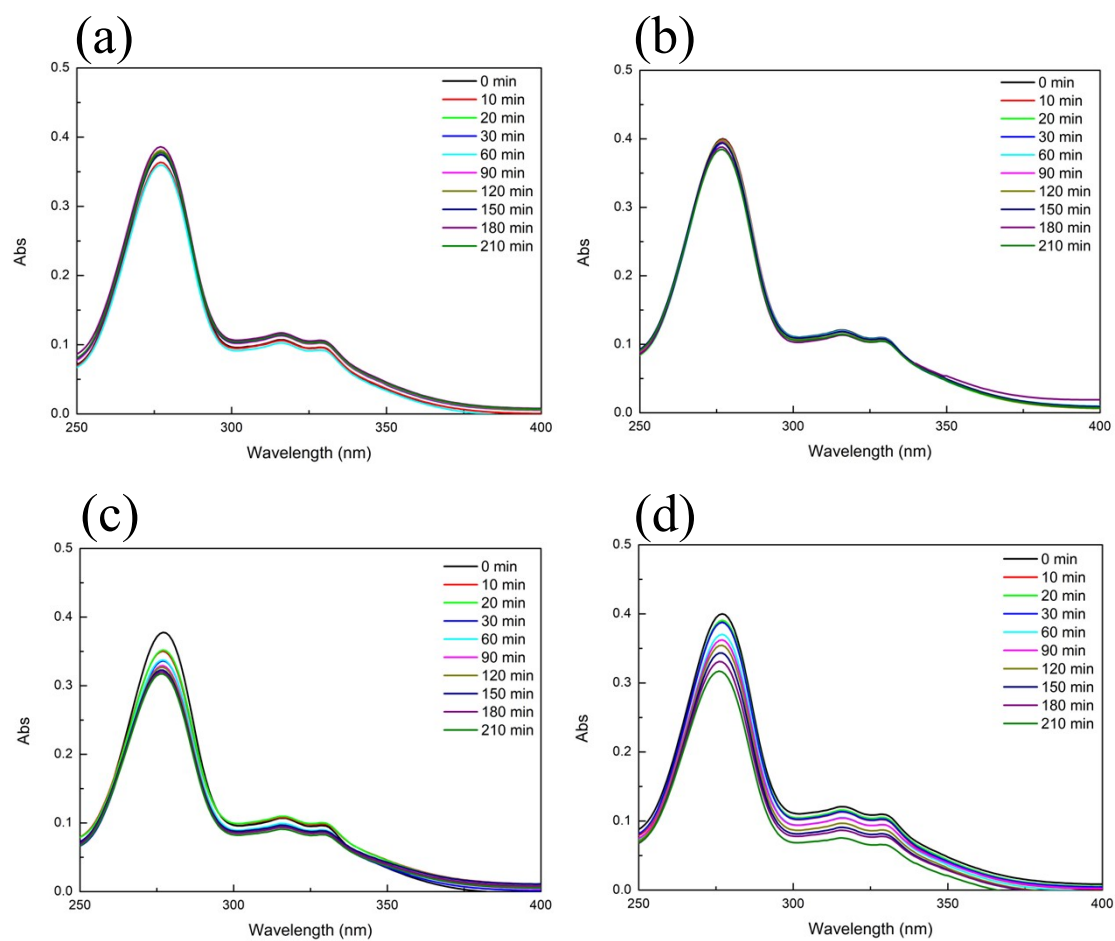 (a)
0.5
0.4
0.3
0.2
0.1
0.0
Abs
250
300
350
400
Wavelength (nm)
0 min
10 min
20 min
30 min
60 min
90 min
120 min
150 min
180 min
210 min
(b)
0.5
0.4
0.3
0.2
0.1
0.0
Abs
250
300
350
400
Wavelength (nm)
0 min
10 min
20 min
30 min
60 min
90 min
120 min
150 min
180 min
210 min
(c)
0.5
0.4
0.3
0.2
0.1
0.0
Abs
250
300
350
400
Wavelength (nm)
0 min
10 min
20 min
30 min
60 min
90 min
120 min
150 min
180 min
210 min
(d)
0.5
0.4
0.3
0.2
0.1
0.0
Abs
250
300
350
400
Wavelength (nm)
0 min
10 min
20 min
30 min
60 min
90 min
120 min
150 min
180 min
210 min